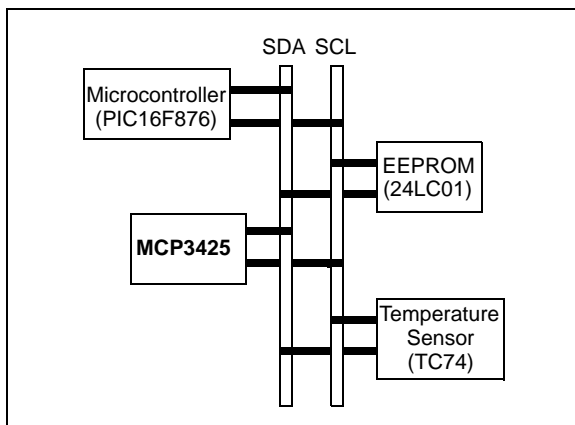 SDA SCL
Microcontroller
(PIC16F876)
EEPROM
(24LC01)
MCP3425
Temperature
Sensor
(TC74)